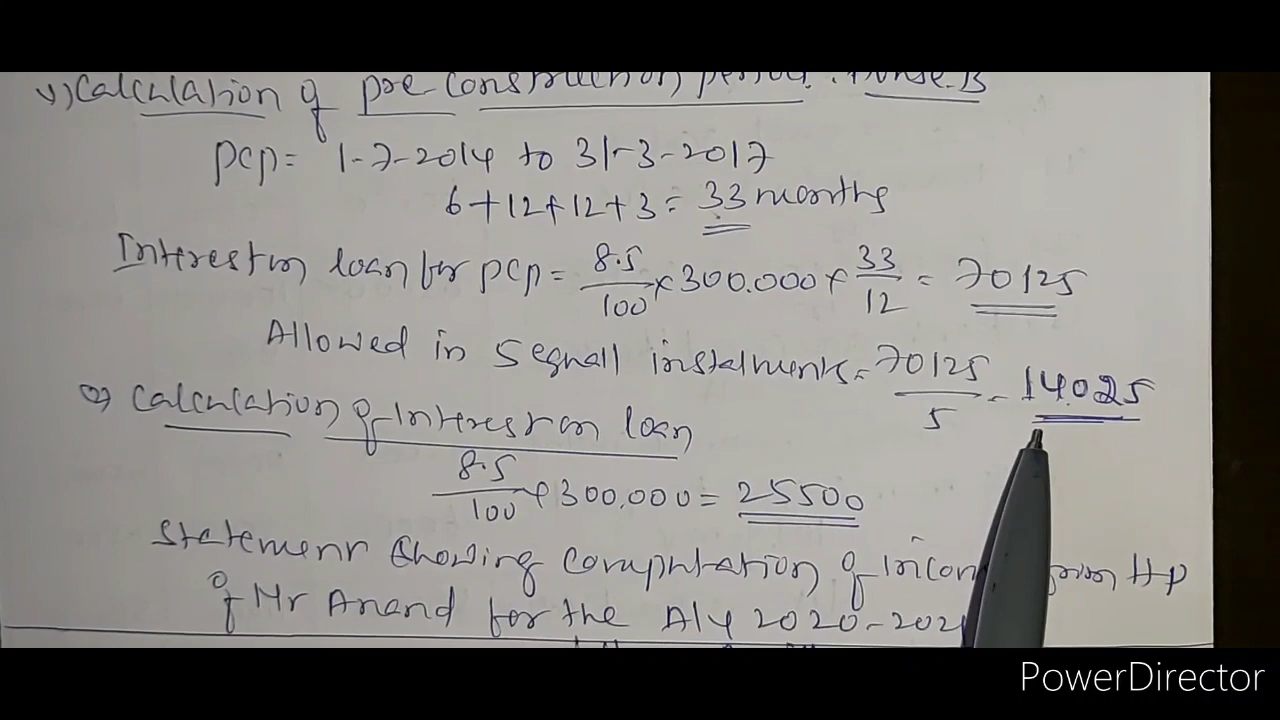 v) Calculation of pre construction period: House-B
PCP = 1-7-2014 to 31-3-2017
6+12+12+3 = 33 months
Interest on loan for PCP = 8.5/100 × 300.000 × 33/12 = 70125
Allowed in 5 equall instalments = 70125/5 = 14025
Calculation of Interest on loan
8.5/100 × 300,000 = 25500
Statement showing computation of incom from HP
of Mr Anand for the A/Y 2020-202
PowerDirector